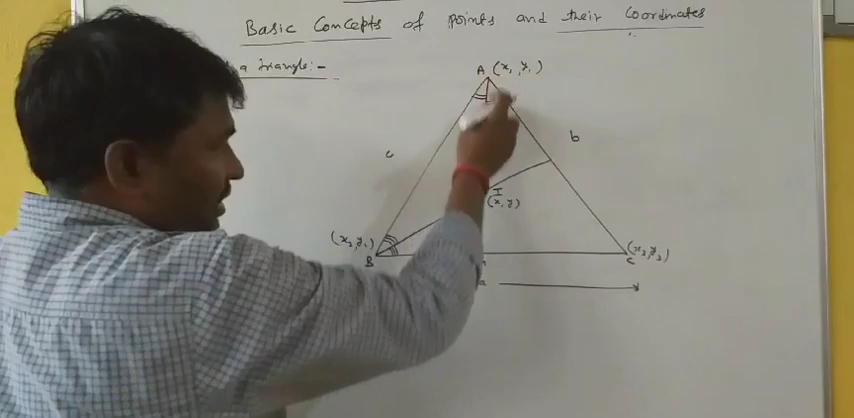 Basic Concepts of points and their Coordinates
a triangle:-
A (x₁, y₁)
c
b
I
(x, y)
(x₂, y₂)
B
(x₃, y₃)
C
a